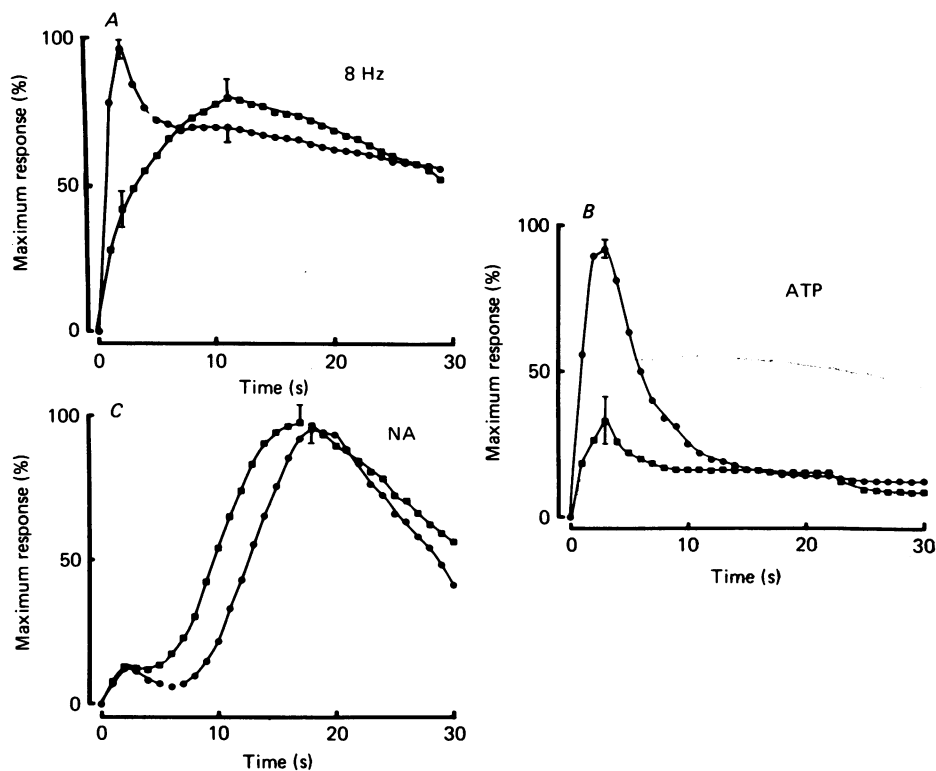 A
8 Hz
Maximum response (%)
100
50
0
0 10 20 30
Time (s)
B
ATP
Maximum response (%)
100
50
0
0 10 20 30
Time (s)
C
NA
Maximum response (%)
100
50
0
0 10 20 30
Time (s)